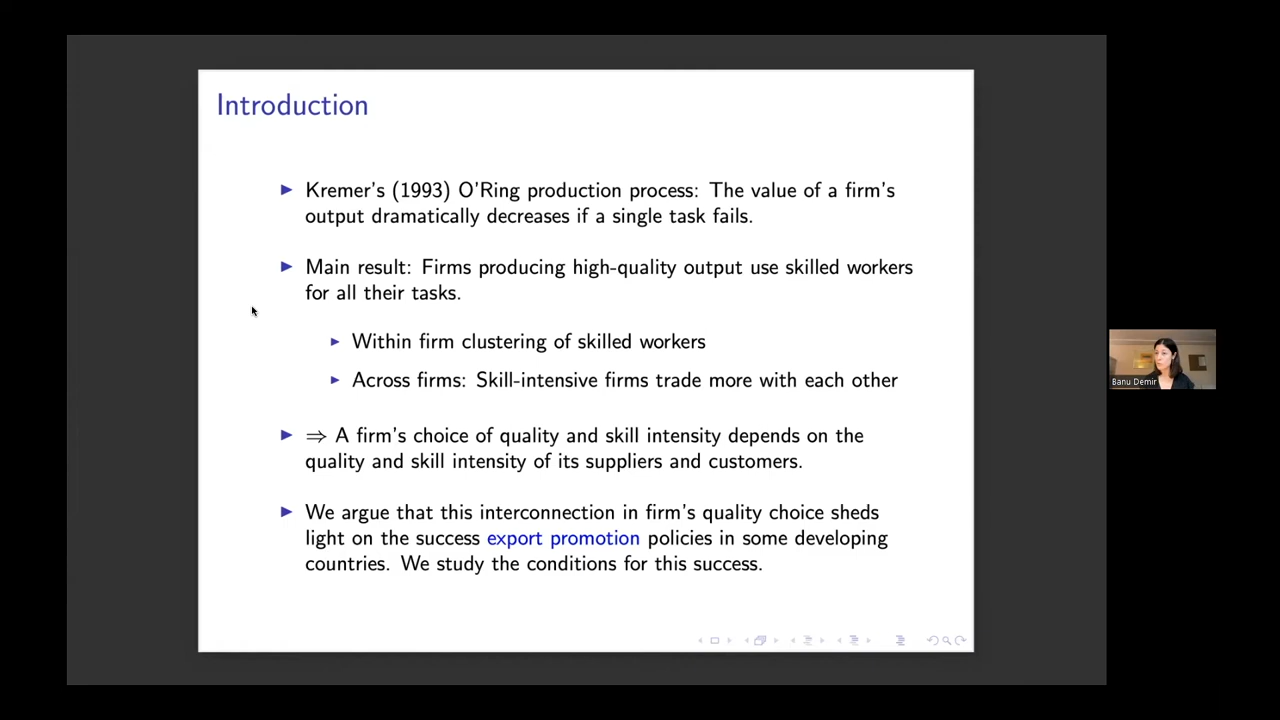 Introduction
Kremer's (1993) O'Ring production process: The value of a firm's
output dramatically decreases if a single task fails.
Main result: Firms producing high-quality output use skilled workers
for all their tasks.
Within firm clustering of skilled workers
Across firms: Skill-intensive firms trade more with each other
⇒ A firm's choice of quality and skill intensity depends on the
quality and skill intensity of its suppliers and customers.
We argue that this interconnection in firm's quality choice sheds
light on the success export promotion policies in some developing
countries. We study the conditions for this success.
Banu Demir